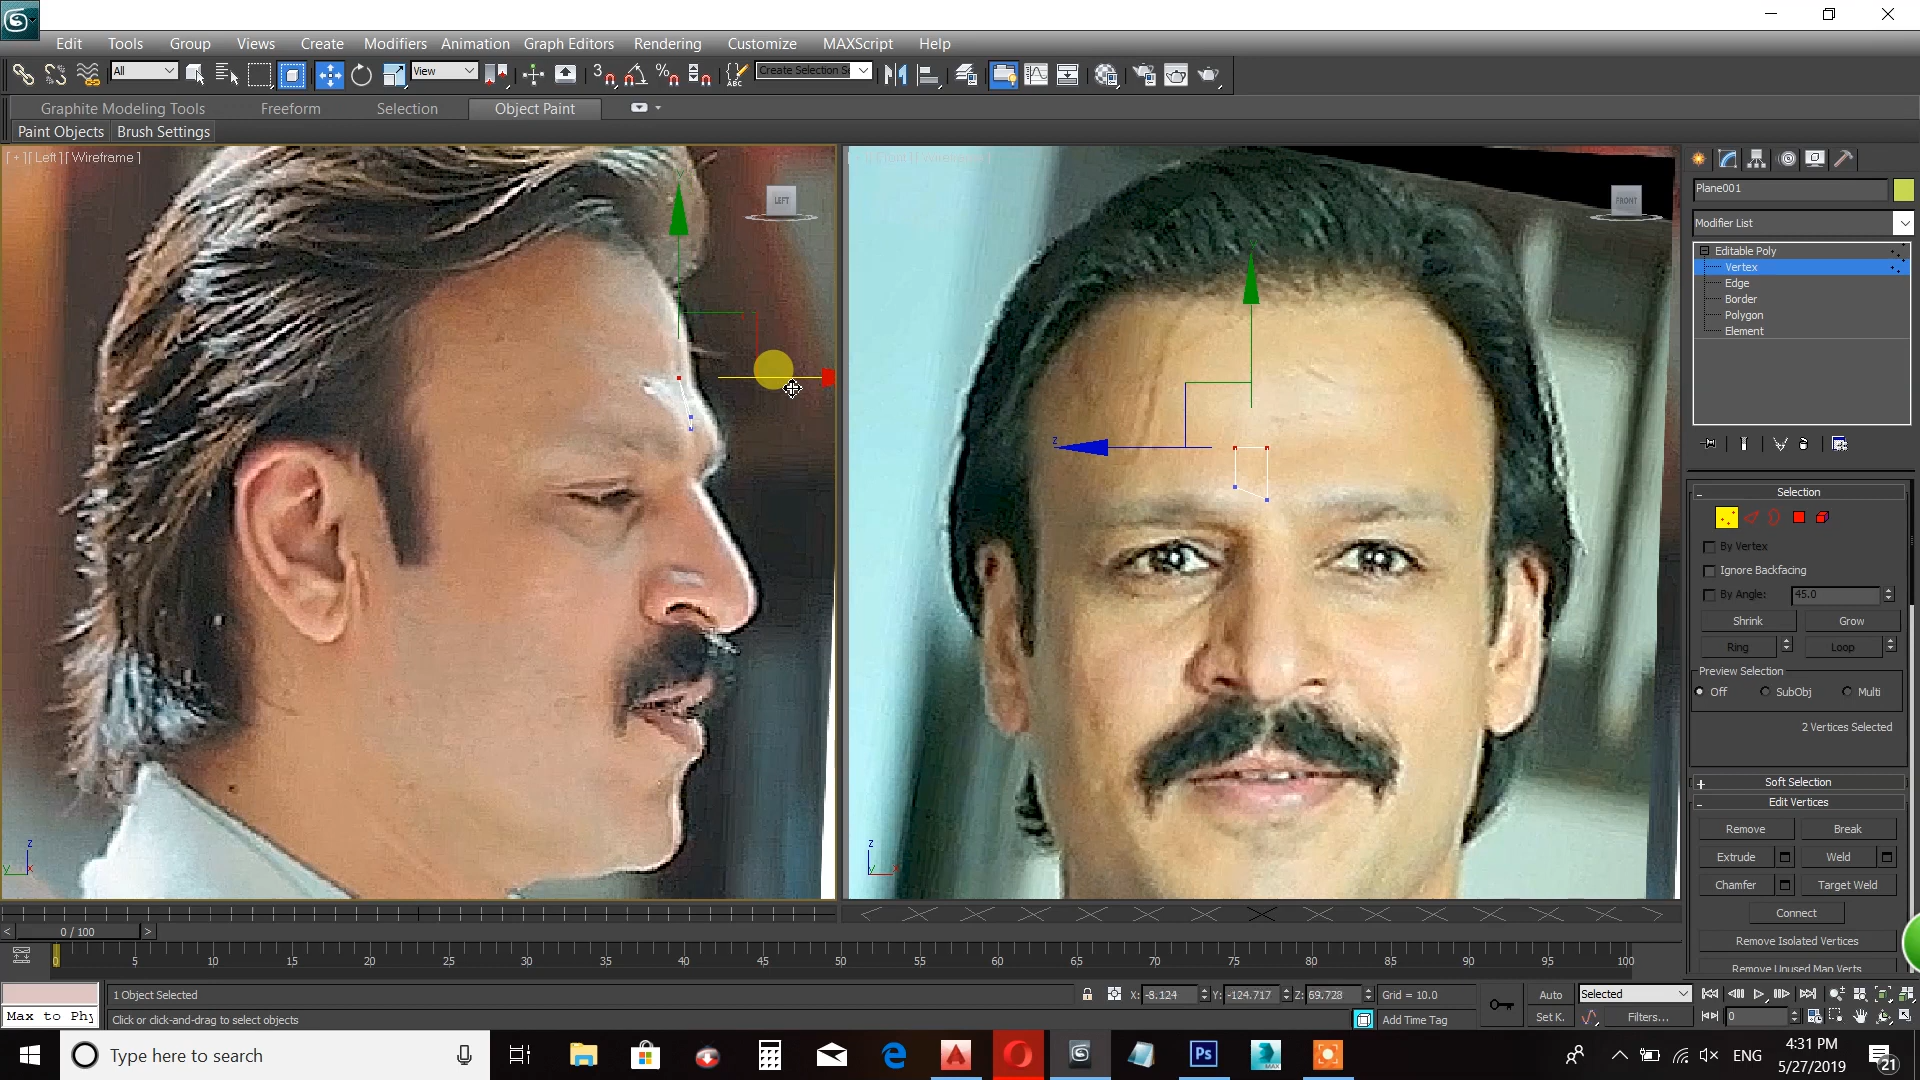 Edit Tools Group Views Create Modifiers Animation Graph Editors Rendering Customize MAXScript Help
All View Create Selection Se
Graphite Modeling Tools Freeform Selection Object Paint
Paint Objects Brush Settings
[ + ] [ Left ] [ Wireframe ]
LEFT
FRONT
Plane001
Modifier List
Editable Poly
Vertex
Edge
Border
Polygon
Element
Selection
By Vertex
Ignore Backfacing
By Angle: 45.0
Shrink Grow
Ring Loop
Preview Selection
Off SubObj Multi
2 Vertices Selected
Soft Selection
Edit Vertices
Remove Break
Extrude Weld
Chamfer Target Weld
Connect
Remove Isolated Vertices
Remove Unused Map Verts
z
y x
z
y x
z
< 0 / 100 >
0 5 10 15 20 25 30 35 40 45 50 55 60 65 70 75 80 85 90 95 100
1 Object Selected X: -8.124 Y: -124.717 Z: 69.728 Grid = 10.0 Auto Selected
Max to Phy Click or click-and-drag to select objects Add Time Tag Set K. Filters... 0
Type here to search
ENG
4:31 PM
5/27/2019
21